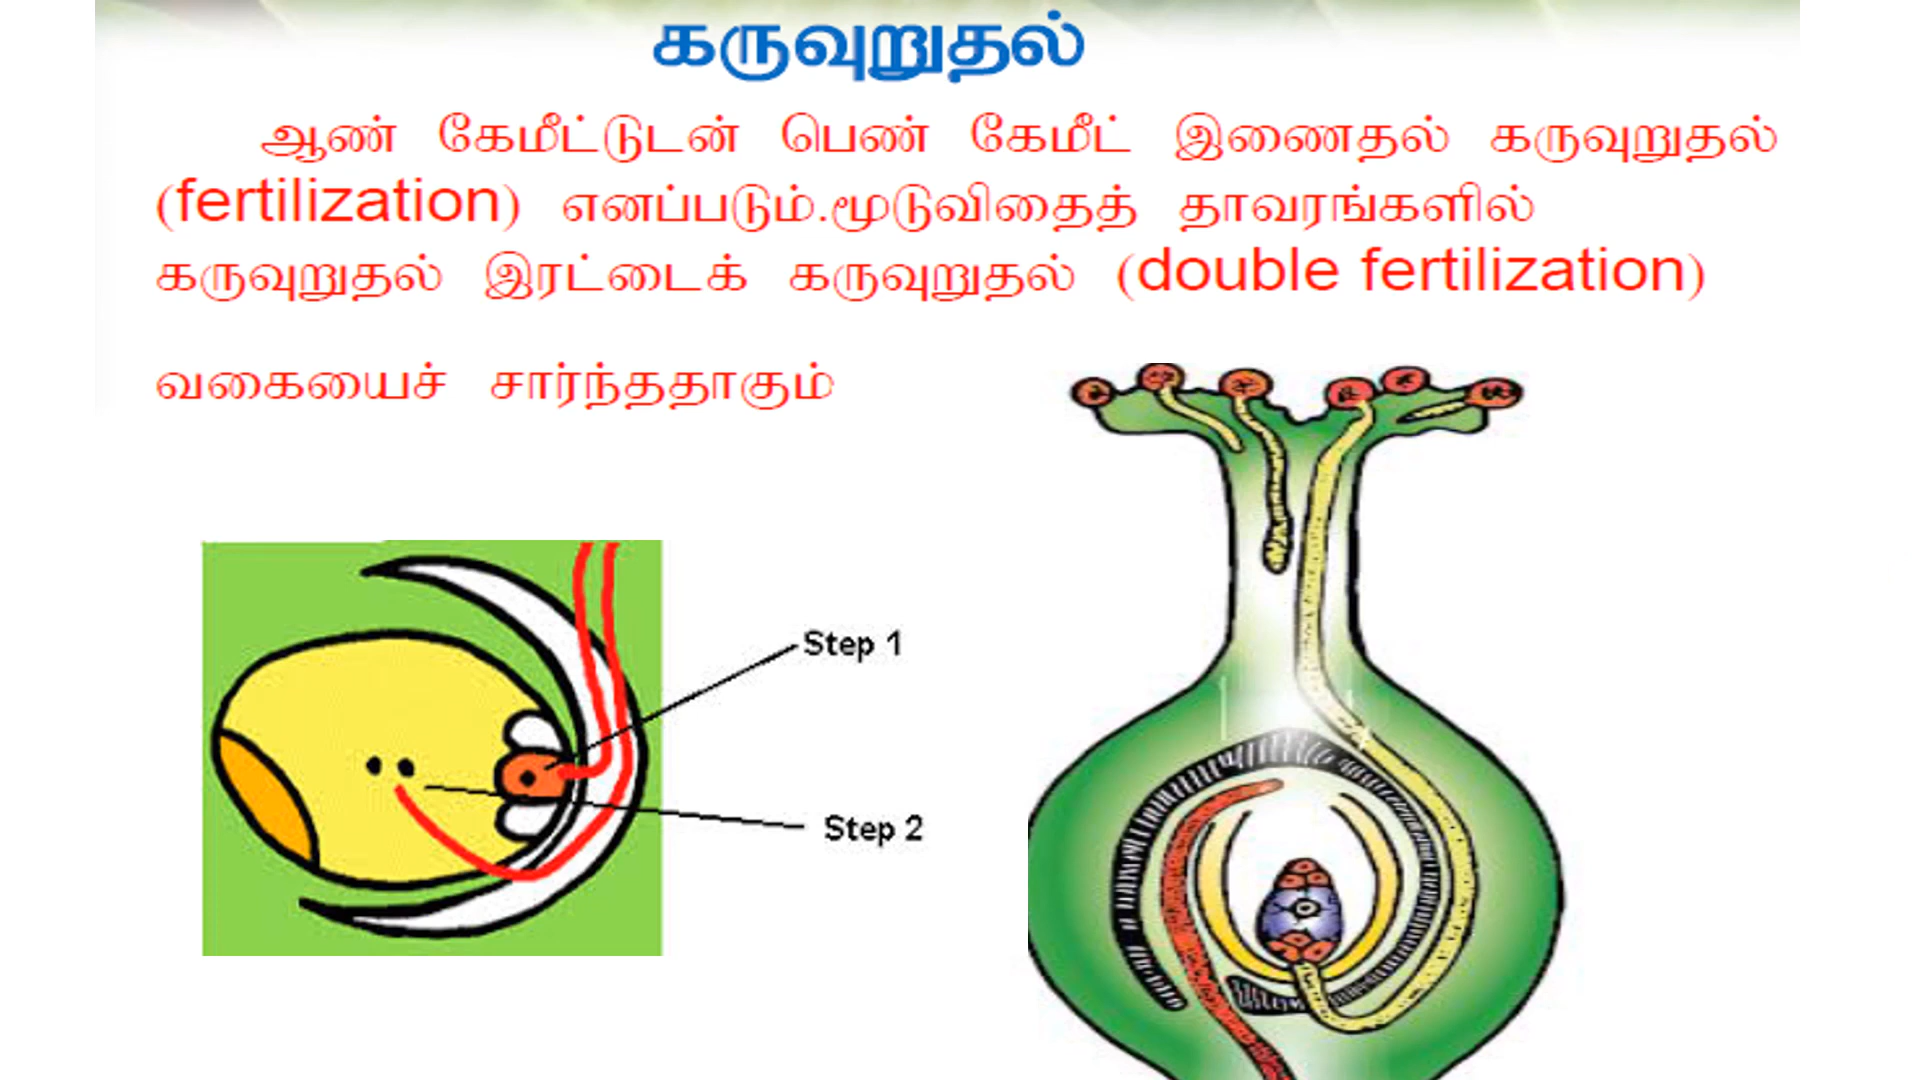 கருவுறுதல்
ஆண் கேமீட்டுடன் பெண் கேமீட் இணைதல் கருவுறுதல்
(fertilization) எனப்படும்.மூடுவிதைத் தாவரங்களில்
கருவுறுதல் இரட்டைக் கருவுறுதல் (double fertilization)
வகையைச் சார்ந்ததாகும்
Step 1
Step 2